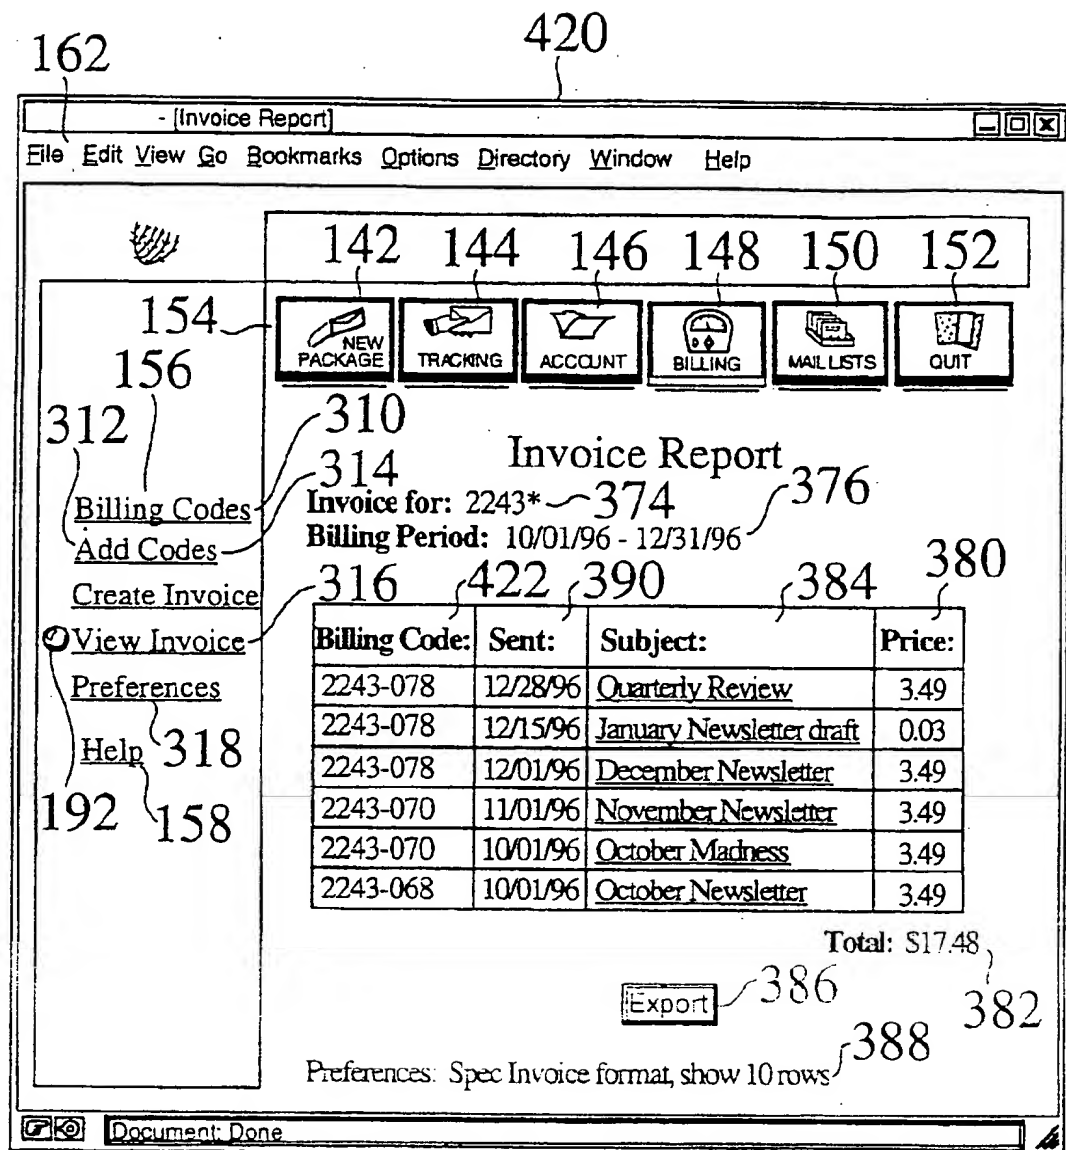 162 420
- [Invoice Report]
File Edit View Go Bookmarks Options Directory Window Help
142 144 146 148 150 152
154
NEW PACKAGE TRACKING ACCOUNT BILLING MAIL LISTS QUIT
156
312
310
314
Invoice Report
Invoice for: 2243* 374 376
Billing Period: 10/01/96 - 12/31/96
Billing Codes
Add Codes
Create Invoice
View Invoice
Preferences
Help
316
318
192 158
422 390 384 380
Billing Code: Sent: Subject: Price:
2243-078 12/28/96 Quarterly Review 3.49
2243-078 12/15/96 January Newsletter draft 0.03
2243-078 12/01/96 December Newsletter 3.49
2243-070 11/01/96 November Newsletter 3.49
2243-070 10/01/96 October Madness 3.49
2243-068 10/01/96 October Newsletter 3.49
Total: $17.48
382
Export 386
388
Preferences: Spec Invoice format, show 10 rows
Document: Done